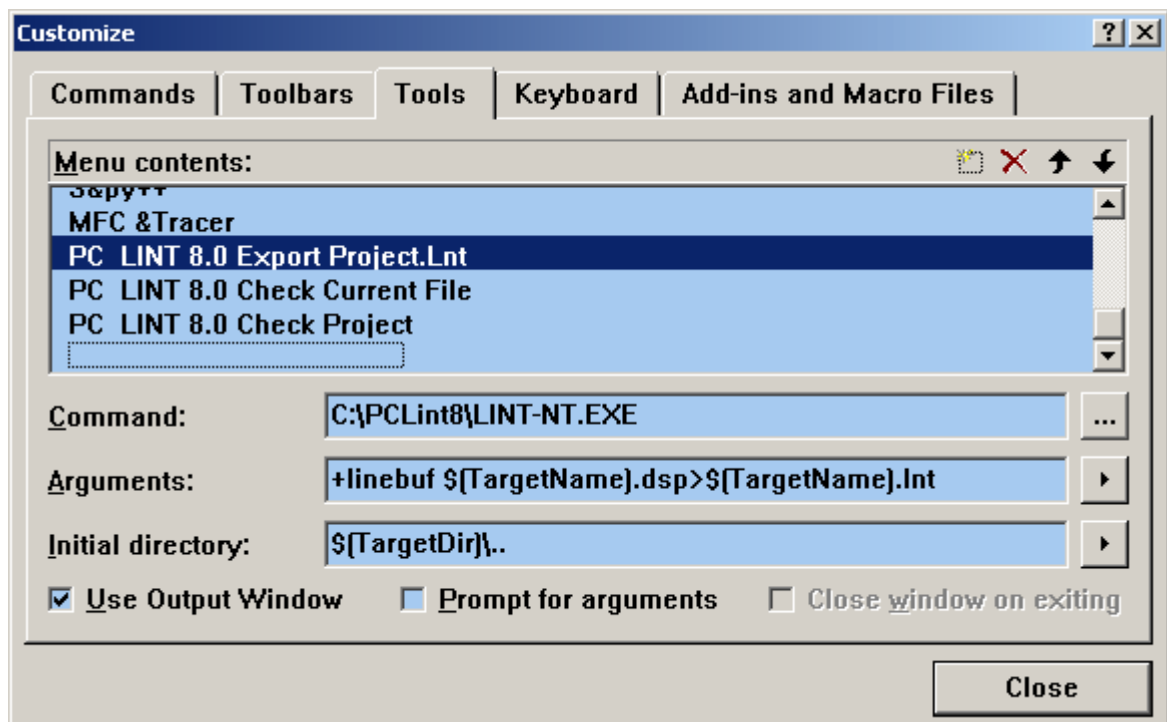 Customize
Commands
Toolbars
Tools
Keyboard
Add-ins and Macro Files
Menu contents:
S&py++
MFC &Tracer
PC LINT 8.0 Export Project.Lnt
PC LINT 8.0 Check Current File
PC LINT 8.0 Check Project
Command:
C:\PCLint8\LINT-NT.EXE
...
Arguments:
+linebuf $(TargetName).dsp>$(TargetName).lnt
Initial directory:
$(TargetDir)\..
Use Output Window
Prompt for arguments
Close window on exiting
Close